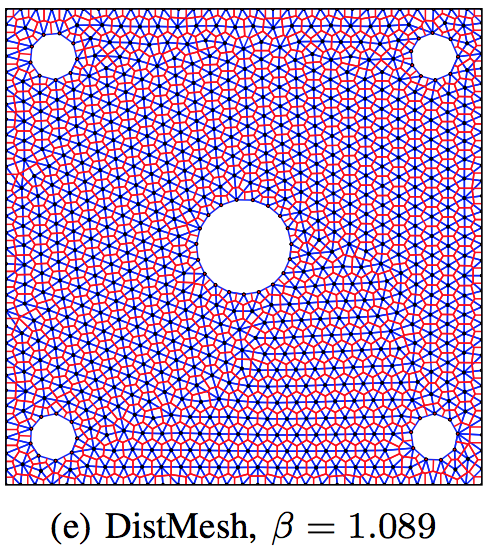 (e) DistMesh, β = 1.089